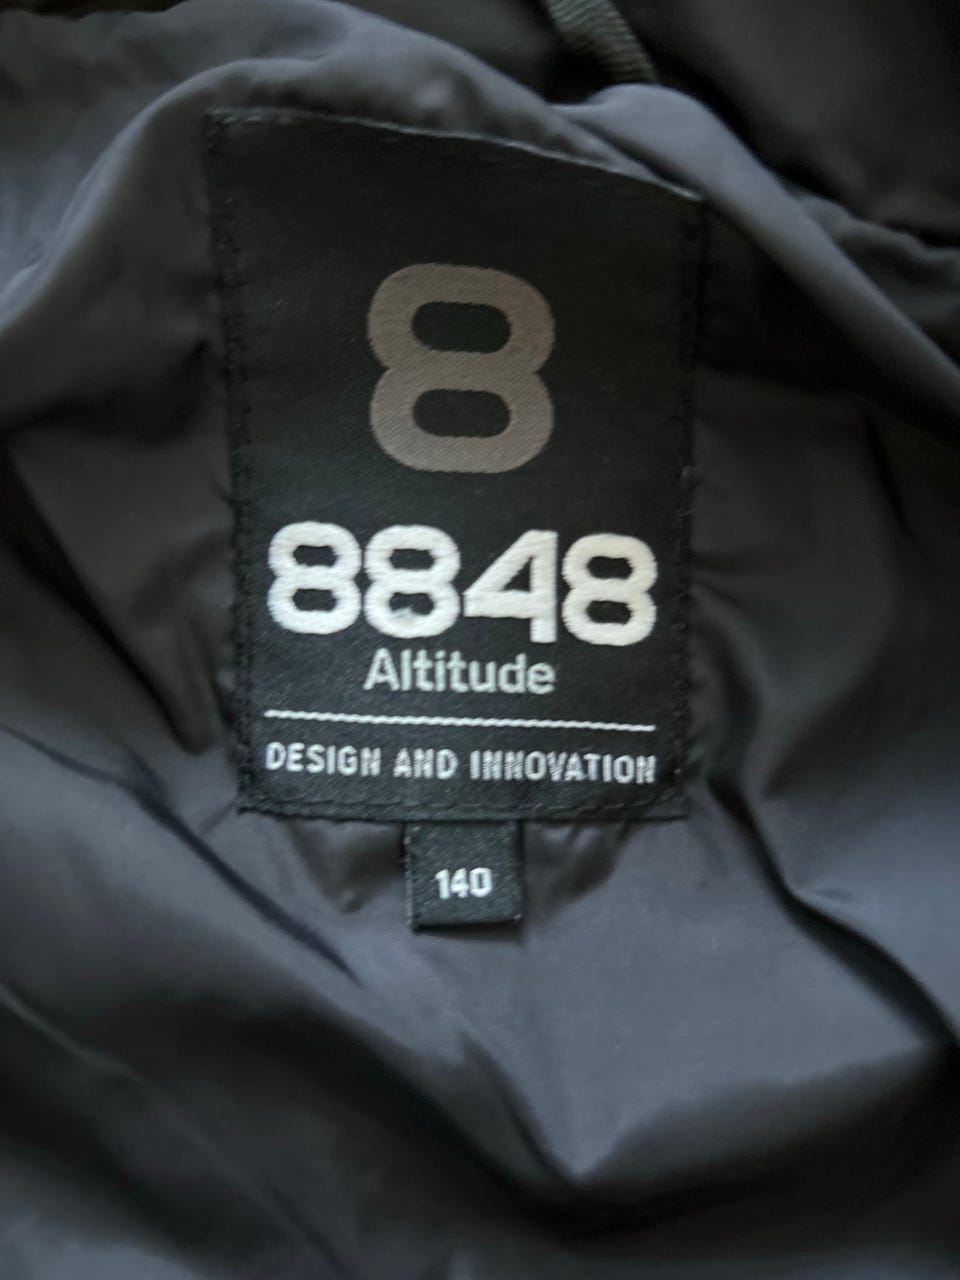 8
8848
Altitude
DESIGN AND INNOVATION
140